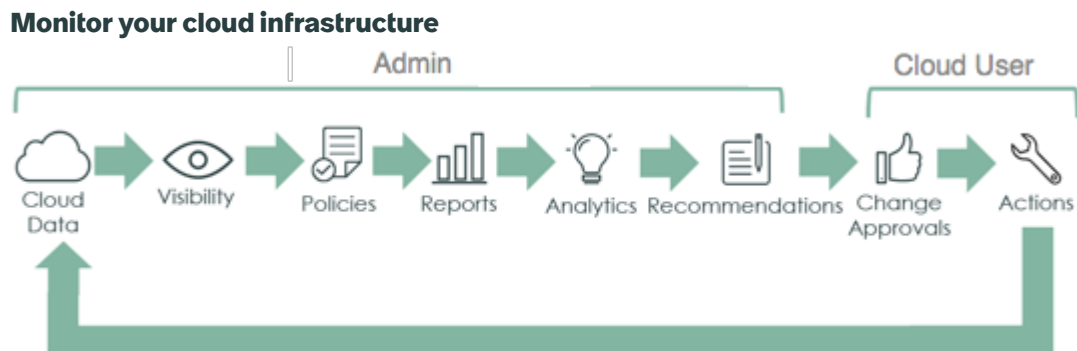 Monitor your cloud infrastructure
Admin
Cloud User
Cloud
Data
Visibility
Policies
Reports
Analytics
Recommendations
Change
Approvals
Actions